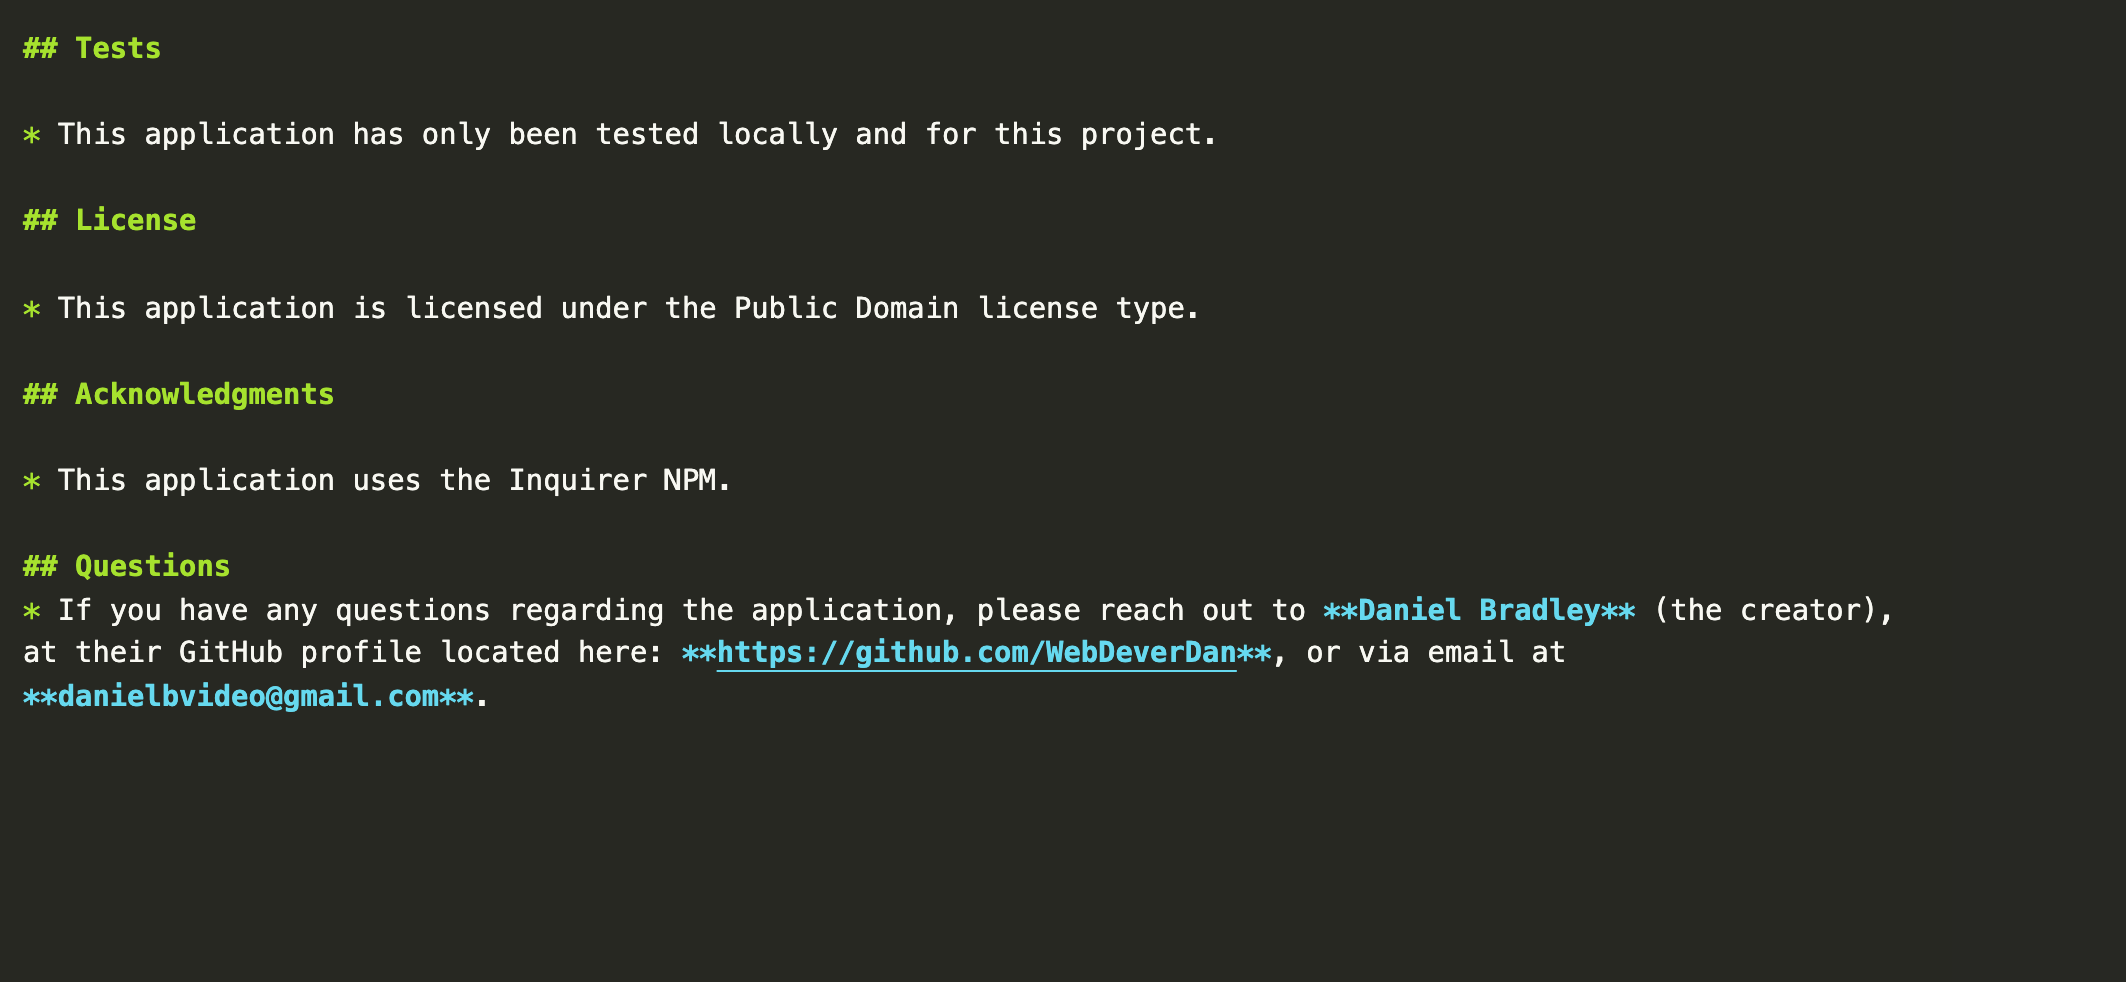 ## Tests
* This application has only been tested locally and for this project.
## License
* This application is licensed under the Public Domain license type.
## Acknowledgments
* This application uses the Inquirer NPM.
## Questions
* If you have any questions regarding the application, please reach out to **Daniel Bradley** (the creator),
at their GitHub profile located here: **https://github.com/WebDeverDan**, or via email at
**danielbvideo@gmail.com**.